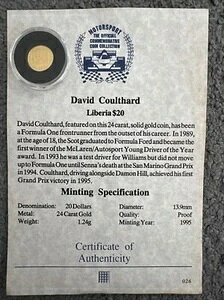 MOTORSPORT
THE OFFICIAL
COMMEMORATIVE
COIN COLLECTION
David Coulthard
Liberia $20
David Coulthard, featured on this 24 carat, solid gold coin, has been
a Formula One frontrunner from the outset of his career. In 1989,
at the age of 18, the Scot graduated to Formula Ford and became the
first winner of the McLaren/Autosport Young Driver of the Year
award. In 1993 he was a test driver for Williams but did not move
up to Formula One until Senna's death at the San Marino Grand Prix
in 1994. Coulthard, driving alongside Damon Hill, achieved his first
Grand Prix victory in 1995.
Minting Specification
Denomination: 20 Dollars Diameter: 13.9mm
Metal: 24 Carat Gold Quality: Proof
Weight: 1.24g Minting Year: 1995
Certificate of
Authenticity
026